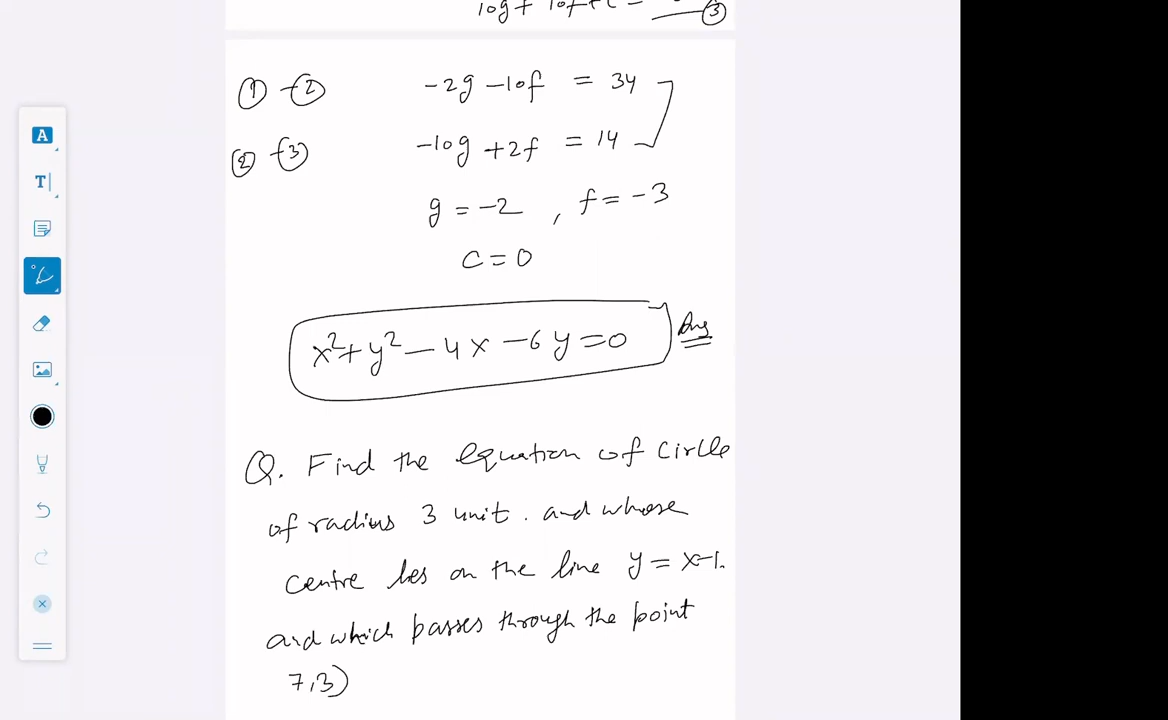 ① - ② -2g -10f = 34
② - ③ -10g +2f = 14
g = -2 , f = -3
c = 0
x²+y²-4x-6y=0 Ans
Q. Find the equation of circle
of radius 3 unit. and whose
centre lies on the line y = x-1.
and which passes through the point
7,3)
A
T|